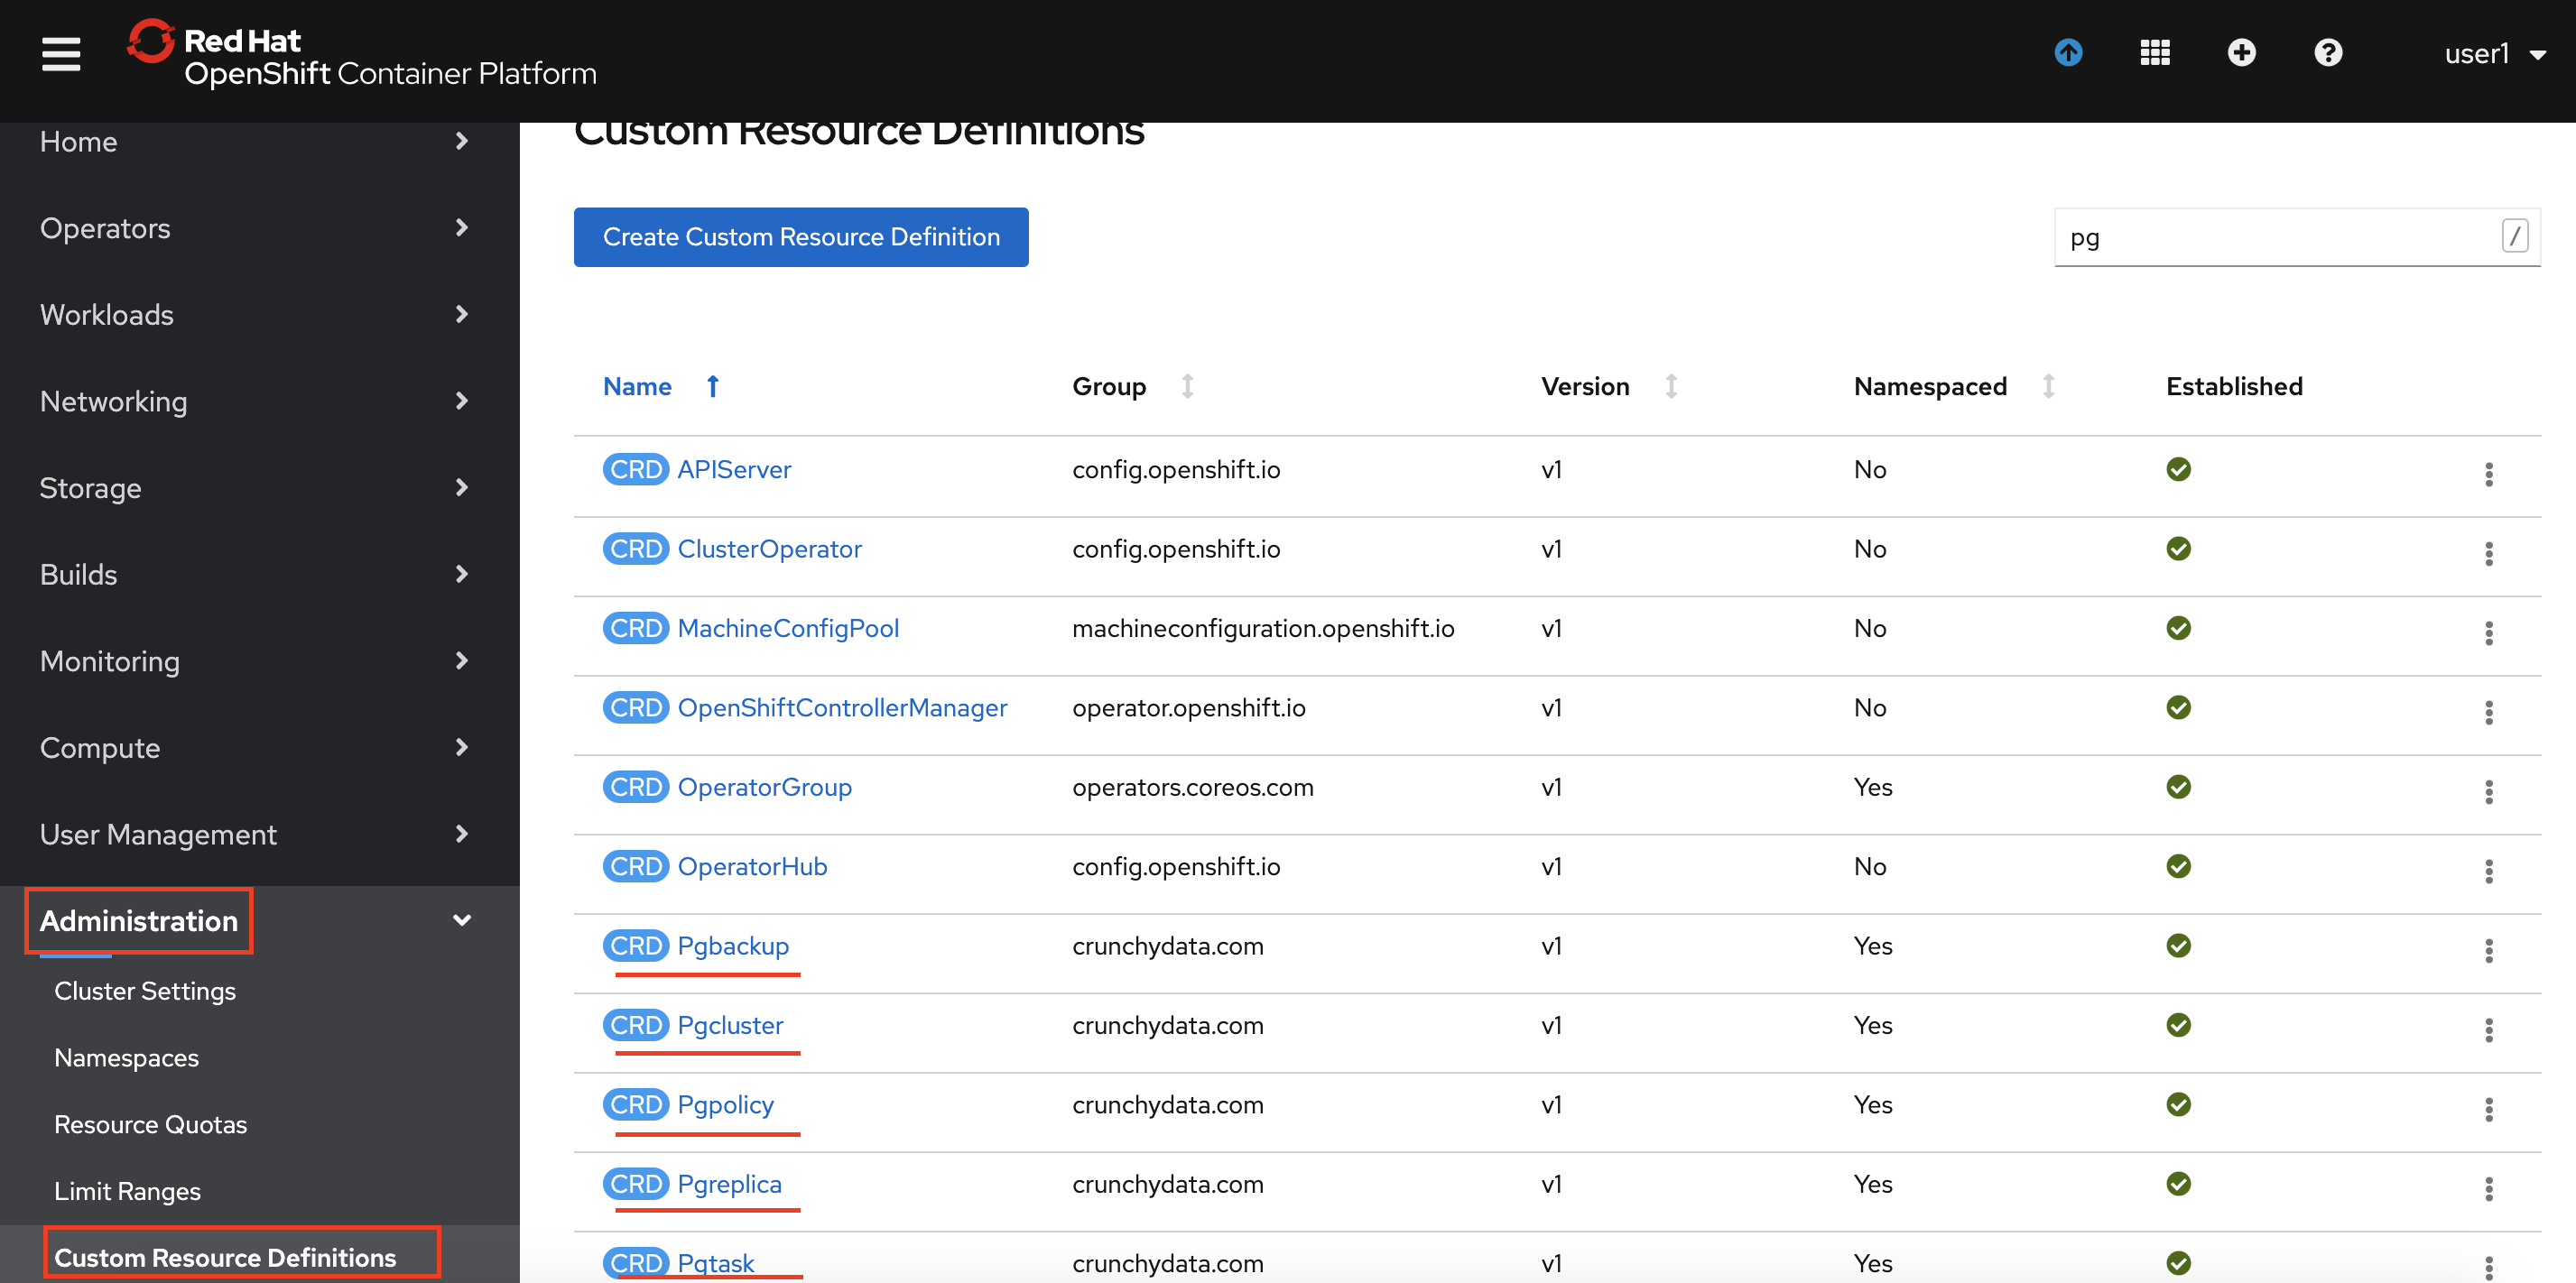 Red Hat
OpenShift Container Platform
user1
Home
Operators
Workloads
Networking
Storage
Builds
Monitoring
Compute
User Management
Administration
Cluster Settings
Namespaces
Resource Quotas
Limit Ranges
Custom Resource Definitions
Custom Resource Definitions
Create Custom Resource Definition
pg /
Name Group Version Namespaced Established
CRD APIServer config.openshift.io v1 No
CRD ClusterOperator config.openshift.io v1 No
CRD MachineConfigPool machineconfiguration.openshift.io v1 No
CRD OpenShiftControllerManager operator.openshift.io v1 No
CRD OperatorGroup operators.coreos.com v1 Yes
CRD OperatorHub config.openshift.io v1 No
CRD Pgbackup crunchydata.com v1 Yes
CRD Pgcluster crunchydata.com v1 Yes
CRD Pgpolicy crunchydata.com v1 Yes
CRD Pgreplica crunchydata.com v1 Yes
CRD Pgtask crunchydata.com v1 Yes